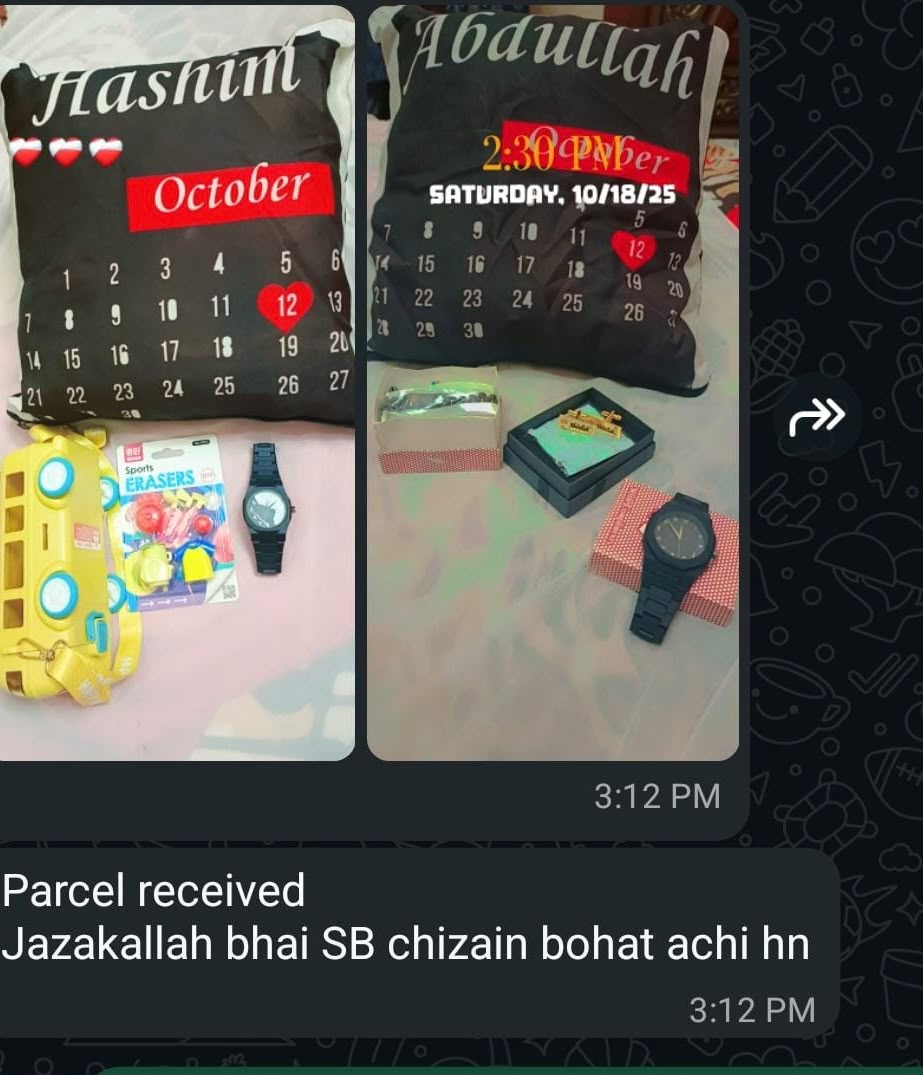 Hashim
October
1 2 3 4 5 6
7 8 9 10 11 12 13
14 15 16 17 18 19 20
21 22 23 24 25 26 27
30
Sports
ERASERS
Abdullah
October
2:30 PM
SATURDAY, 10/18/25
4 5 6
7 8 9 10 11 12 13
14 15 16 17 18 19 20
21 22 23 24 25 26
28 29 30
3:12 PM
Parcel received
Jazakallah bhai SB chizain bohat achi hn
3:12 PM